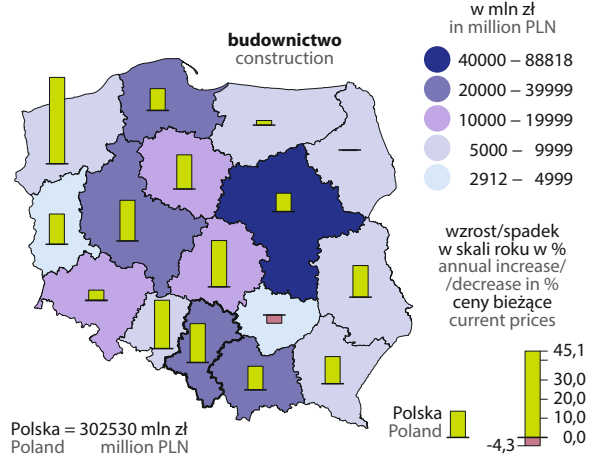 budownictwo
construction
w mln zł
in million PLN
40000 – 88818
20000 – 39999
10000 – 19999
5000 – 9999
2912 – 4999
wzrost/spadek
w skali roku w %
annual increase/
/decrease in %
ceny bieżące
current prices
45,1
30,0
20,0
10,0
0,0
-4,3
Polska
Poland
Polska = 302530 mln zł
Poland million PLN